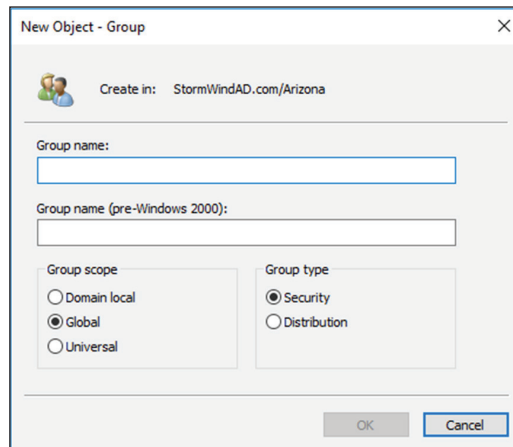 New Object - Group
Create in: StormWindAD.com/Arizona
Group name:
Group name (pre-Windows 2000):
Group scope
Domain local
Global
Universal
Group type
Security
Distribution
OK
Cancel